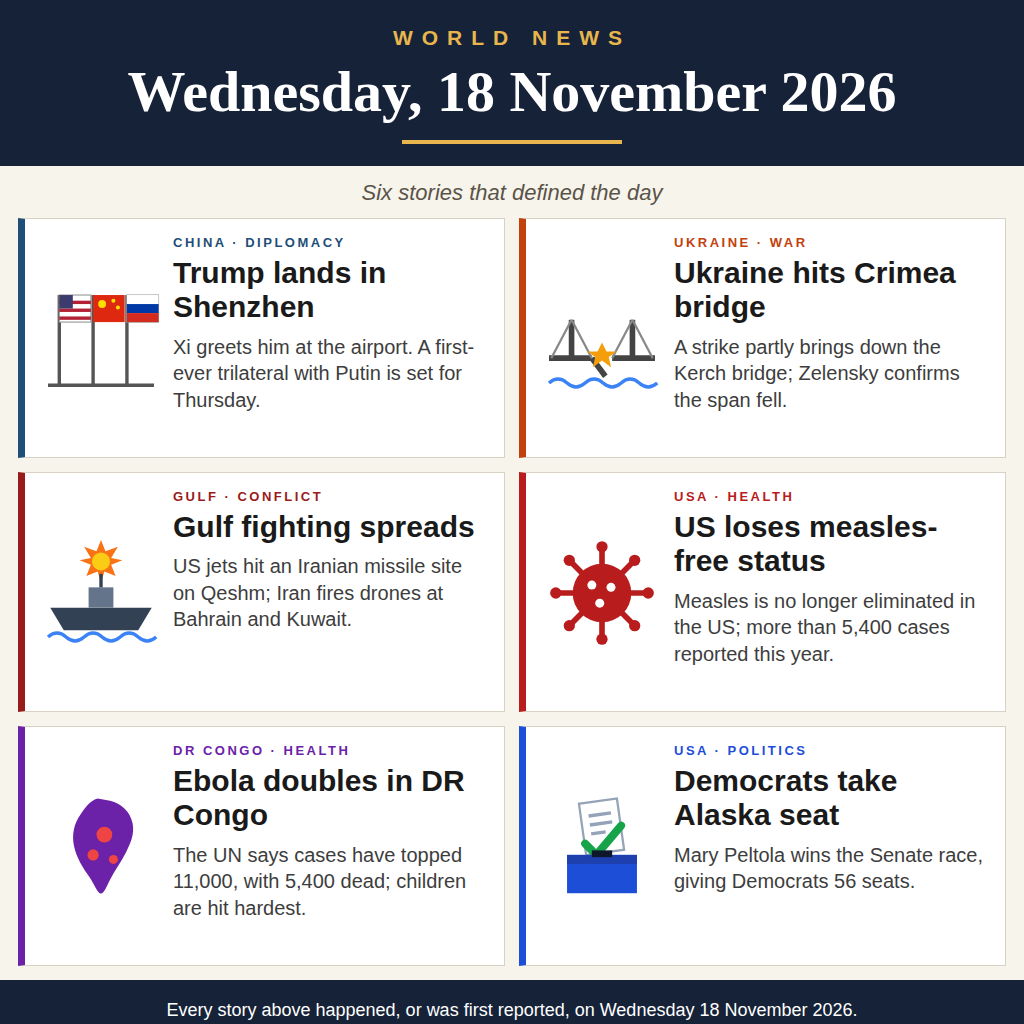 WORLD NEWS
Wednesday, 18 November 2026
Six stories that defined the day
CHINA · DIPLOMACY
Trump lands in
Shenzhen
Xi greets him at the airport. A first-
ever trilateral with Putin is set for
Thursday.
UKRAINE · WAR
Ukraine hits Crimea
bridge
A strike partly brings down the
Kerch bridge; Zelensky confirms
the span fell.
GULF · CONFLICT
Gulf fighting spreads
US jets hit an Iranian missile site
on Qeshm; Iran fires drones at
Bahrain and Kuwait.
USA · HEALTH
US loses measles-
free status
Measles is no longer eliminated in
the US; more than 5,400 cases
reported this year.
DR CONGO · HEALTH
Ebola doubles in DR
Congo
The UN says cases have topped
11,000, with 5,400 dead; children
are hit hardest.
USA · POLITICS
Democrats take
Alaska seat
Mary Peltola wins the Senate race,
giving Democrats 56 seats.
Every story above happened, or was first reported, on Wednesday 18 November 2026.